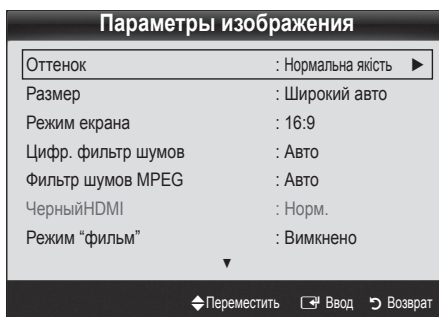 Параметры изображения
Оттенок : Нормальна якість ▶
Размер : Широкий авто
Режим екрана : 16:9
Цифр. фильтр шумов : Авто
Фильтр шумов MPEG : Авто
ЧерныйHDMI : Норм.
Режим “фильм” : Вимкнено
▼
Переместить Ввод Возврат